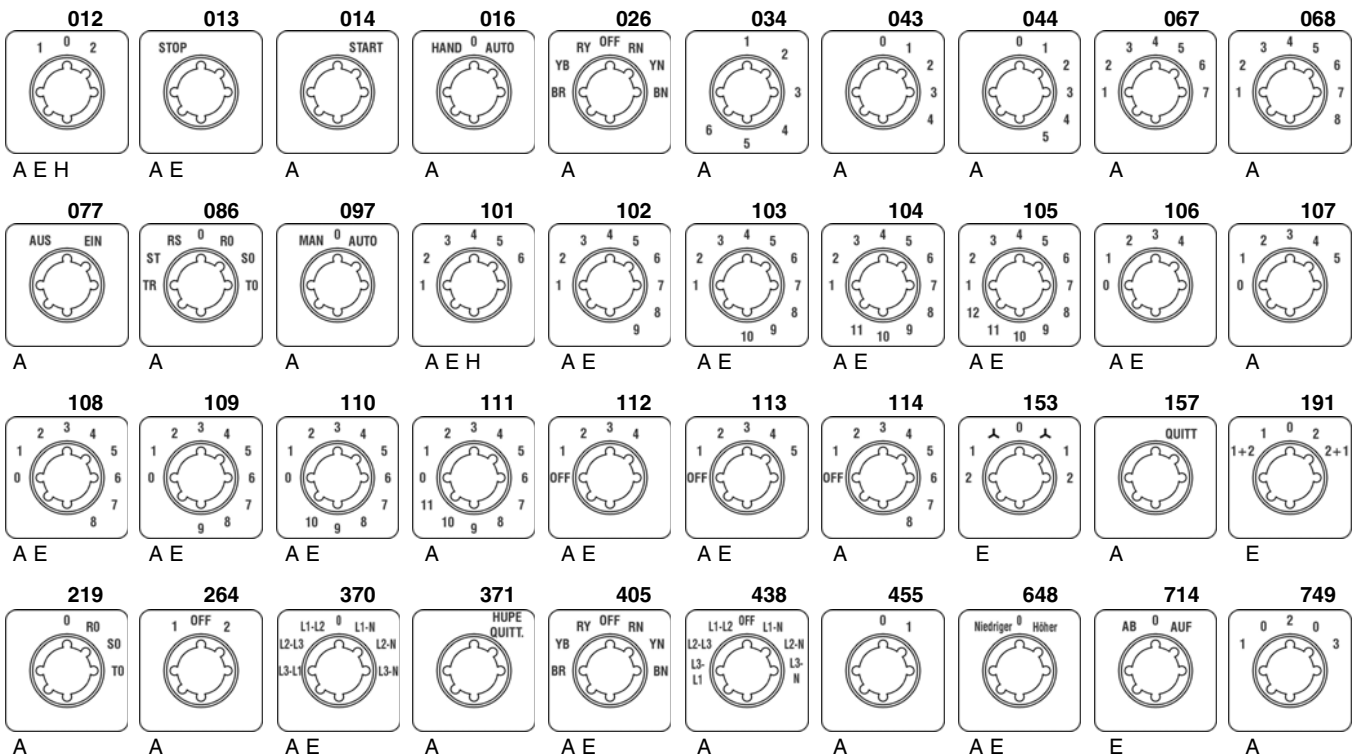 012 013 014 016 026 034 043 044 067 068
1 0 2
STOP
START
HAND 0 AUTO
BR YB RY OFF RN YN BN
1 2 3 4 5 6
0 1 2 3 4
0 1 2 3 4 5
1 2 3 4 5 6 7
1 2 3 4 5 6 7 8
A E H A E A A A A A A A A
077 086 097 101 102 103 104 105 106 107
AUS EIN
TR ST RS 0 R0 S0 T0
MAN 0 AUTO
1 2 3 4 5 6
1 2 3 4 5 6 7 8 9
1 2 3 4 5 6 7 8 9 10
1 2 3 4 5 6 7 8 9 10 11
1 2 3 4 5 6 7 8 9 10 11 12
0 1 2 3 4
0 1 2 3 4 5
A A A A E H A E A E A E A E A E A
108 109 110 111 112 113 114 153 157 191
0 1 2 3 4 5 6 7 8
0 1 2 3 4 5 6 7 8 9
0 1 2 3 4 5 6 7 8 9 10
0 1 2 3 4 5 6 7 8 9 10 11
OFF 1 2 3 4
OFF 1 2 3 4 5
OFF 1 2 3 4 5 6 7 8
2 1 0 1 2
QUITT
1+2 1 0 2 2+1
A E A E A E A A E A E A E A E
219 264 370 371 405 438 455 648 714 749
0 R0 S0 T0
1 OFF 2
L3-L1 L2-L3 L1-L2 0 L1-N L2-N L3-N
HUPE
QUITT.
BR YB RY OFF RN YN BN
L3-L1 L2-L3 L1-L2 OFF L1-N L2-N L3-N
0 1
Niedriger 0 Höher
AB 0 AUF
1 0 2 0 3
A A A E A A E A A A E E A